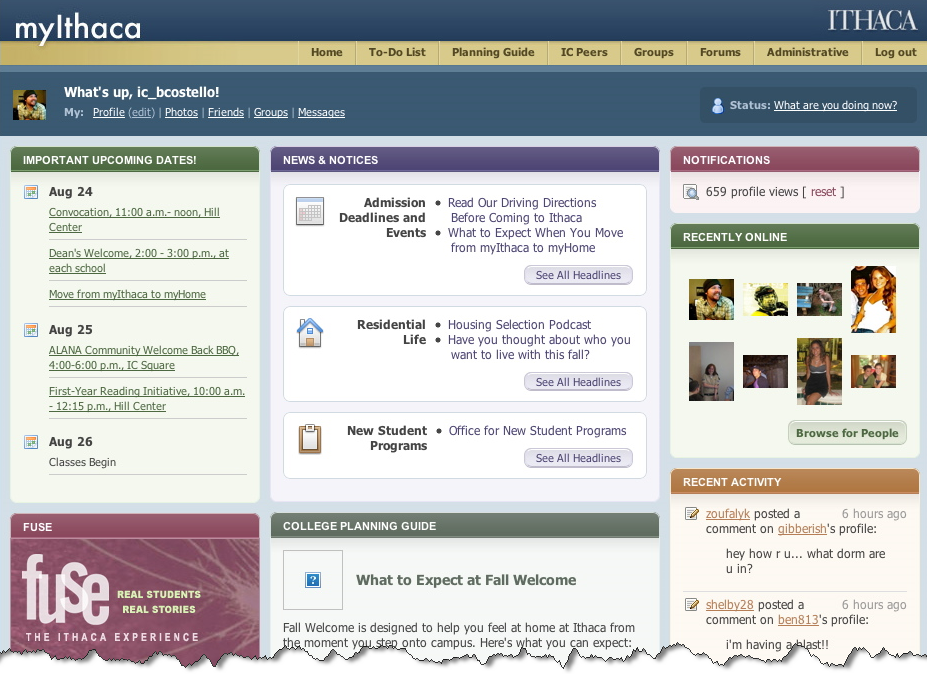 myIthaca
ITHACA
Home To-Do List Planning Guide IC Peers Groups Forums Administrative Log out
What's up, ic_bcostello!
My: Profile (edit) | Photos | Friends | Groups | Messages
Status: What are you doing now?
IMPORTANT UPCOMING DATES!
Aug 24
Convocation, 11:00 a.m.- noon, Hill
Center
Dean's Welcome, 2:00 - 3:00 p.m., at
each school
Move from myIthaca to myHome
Aug 25
ALANA Community Welcome Back BBQ,
4:00-6:00 p.m., IC Square
First-Year Reading Initiative, 10:00 a.m.
- 12:15 p.m., Hill Center
Aug 26
Classes Begin
FUSE
fuse
REAL STUDENTS
REAL STORIES
THE ITHACA EXPERIENCE
NEWS & NOTICES
Admission
Deadlines and
Events
• Read Our Driving Directions
Before Coming to Ithaca
• What to Expect When You Move
from myIthaca to myHome
See All Headlines
Residential
Life
• Housing Selection Podcast
• Have you thought about who you
want to live with this fall?
See All Headlines
New Student
Programs
• Office for New Student Programs
See All Headlines
COLLEGE PLANNING GUIDE
What to Expect at Fall Welcome
Fall Welcome is designed to help you feel at home at Ithaca from
the moment you step onto campus. Here's what you can expect:
NOTIFICATIONS
659 profile views [ reset ]
RECENTLY ONLINE
Browse for People
RECENT ACTIVITY
zoufalyk posted a 6 hours ago
comment on gibberish's profile:
hey how r u... what dorm are
u in?
shelby28 posted a 6 hours ago
comment on ben813's profile:
i'm having a blast!!